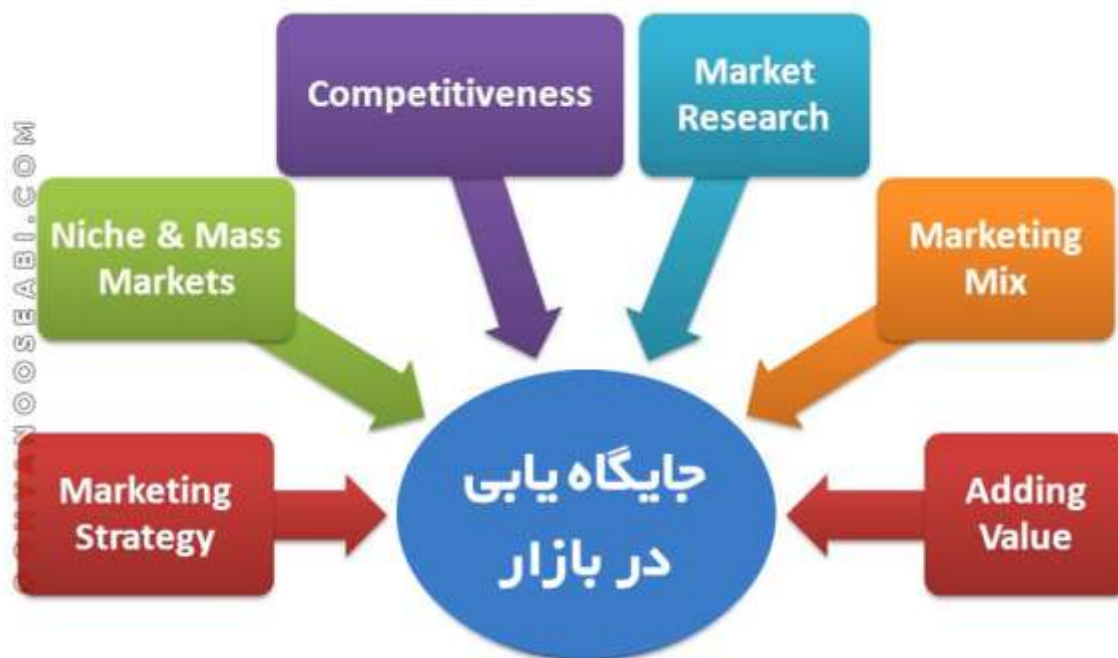 Competitiveness
Market
Research
Niche & Mass
Markets
Marketing
Mix
Marketing
Strategy
جایگاه یابی
در بازار
Adding
Value